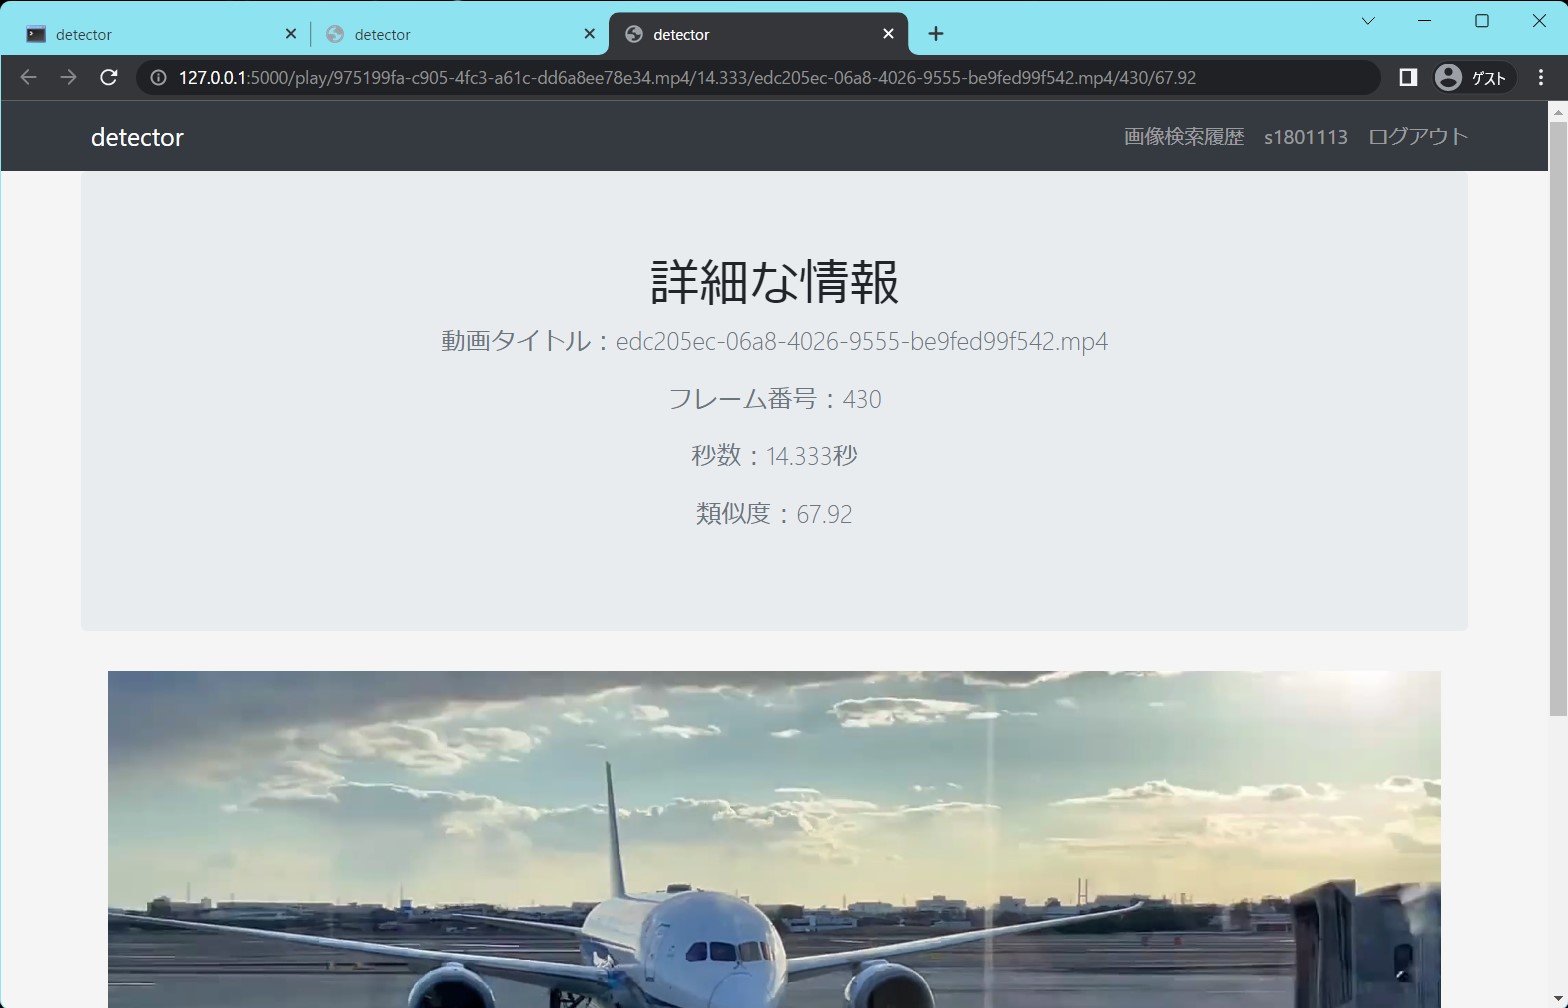 detector
detector
detector
127.0.0.1:5000/play/975199fa-c905-4fc3-a61c-dd6a8ee78e34.mp4/14.333/edc205ec-06a8-4026-9555-be9fed99f542.mp4/430/67.92
ゲスト
detector
画像検索履歴 s1801113 ログアウト
詳細な情報
動画タイトル：edc205ec-06a8-4026-9555-be9fed99f542.mp4
フレーム番号：430
秒数：14.333秒
類似度：67.92